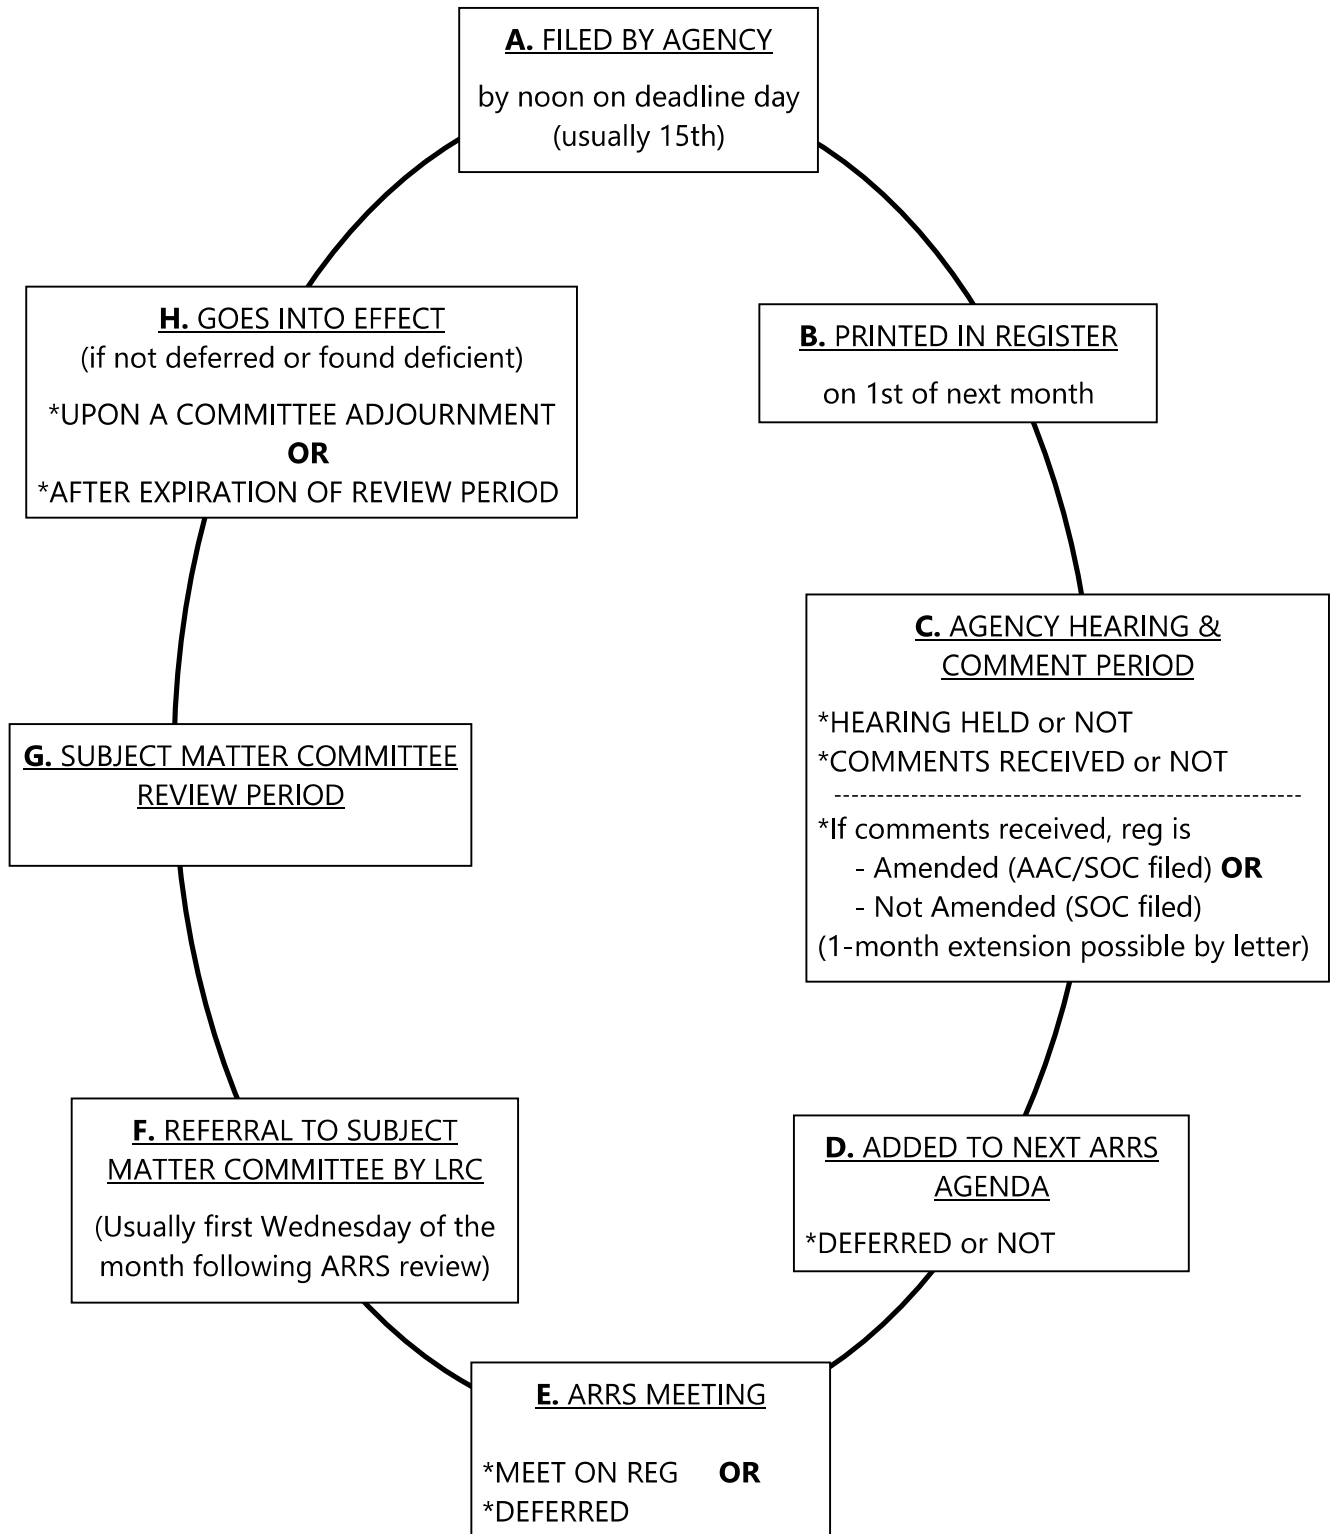 A. FILED BY AGENCY
by noon on deadline day
(usually 15th)
B. PRINTED IN REGISTER
on 1st of next month
C. AGENCY HEARING &
COMMENT PERIOD
*HEARING HELD or NOT
*COMMENTS RECEIVED or NOT
-------------------------------------------------------
*If comments received, reg is
- Amended (AAC/SOC filed) OR
- Not Amended (SOC filed)
(1-month extension possible by letter)
D. ADDED TO NEXT ARRS
AGENDA
*DEFERRED or NOT
E. ARRS MEETING
*MEET ON REG OR
*DEFERRED
F. REFERRAL TO SUBJECT
MATTER COMMITTEE BY LRC
(Usually first Wednesday of the
month following ARRS review)
G. SUBJECT MATTER COMMITTEE
REVIEW PERIOD
H. GOES INTO EFFECT
(if not deferred or found deficient)
*UPON A COMMITTEE ADJOURNMENT
OR
*AFTER EXPIRATION OF REVIEW PERIOD